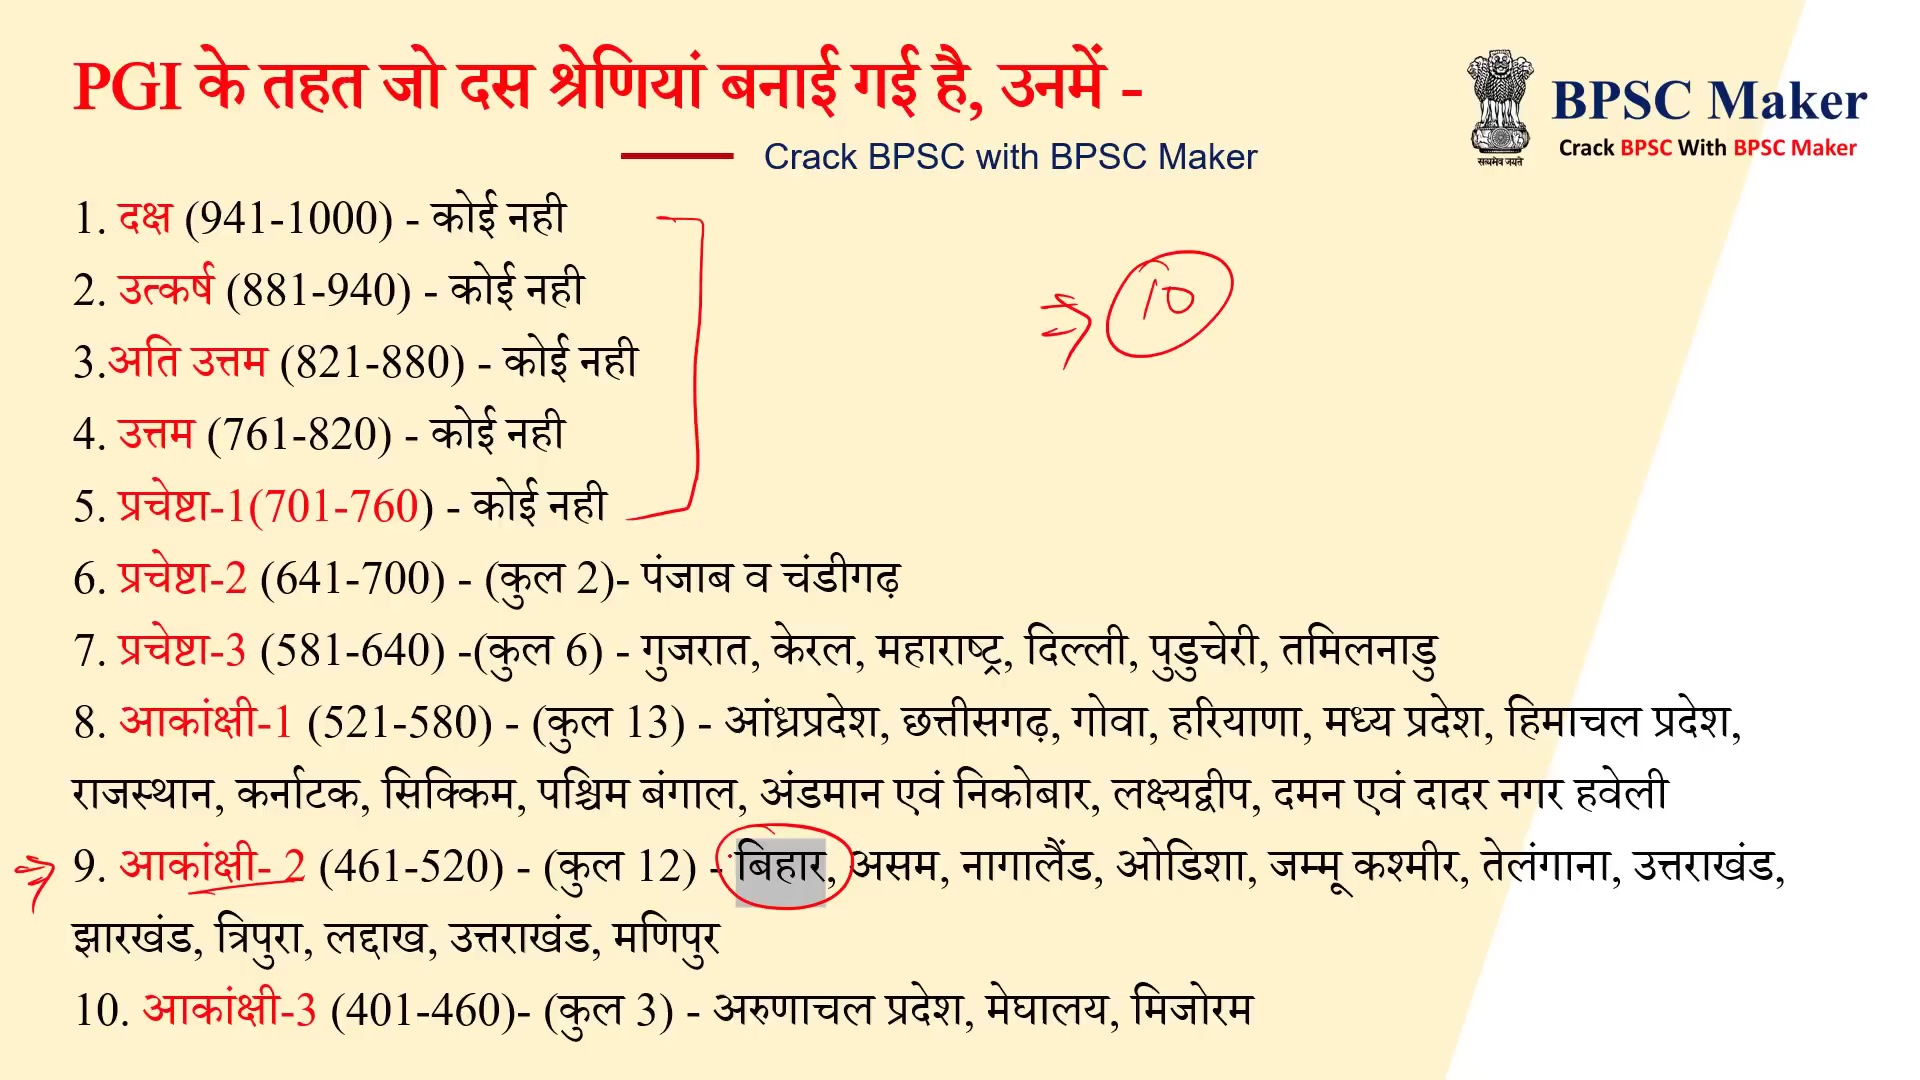 PGI के तहत जो दस श्रेणियां बनाई गई है, उनमें -
BPSC Maker
Crack BPSC With BPSC Maker
सत्यमेव जयते
Crack BPSC with BPSC Maker
1. दक्ष (941-1000) - कोई नही
2. उत्कर्ष (881-940) - कोई नही
3.अति उत्तम (821-880) - कोई नही
4. उत्तम (761-820) - कोई नही
5. प्रचेष्टा-1(701-760) - कोई नही
10
6. प्रचेष्टा-2 (641-700) - (कुल 2)- पंजाब व चंडीगढ़
7. प्रचेष्टा-3 (581-640) -(कुल 6) - गुजरात, केरल, महाराष्ट्र, दिल्ली, पुडुचेरी, तमिलनाडु
8. आकांक्षी-1 (521-580) - (कुल 13) - आंध्रप्रदेश, छत्तीसगढ़, गोवा, हरियाणा, मध्य प्रदेश, हिमाचल प्रदेश,
राजस्थान, कर्नाटक, सिक्किम, पश्चिम बंगाल, अंडमान एवं निकोबार, लक्ष्यद्वीप, दमन एवं दादर नगर हवेली
9. आकांक्षी- 2 (461-520) - (कुल 12) - बिहार, असम, नागालैंड, ओडिशा, जम्मू कश्मीर, तेलंगाना, उत्तराखंड,
झारखंड, त्रिपुरा, लद्दाख, उत्तराखंड, मणिपुर
10. आकांक्षी-3 (401-460)- (कुल 3) - अरुणाचल प्रदेश, मेघालय, मिजोरम